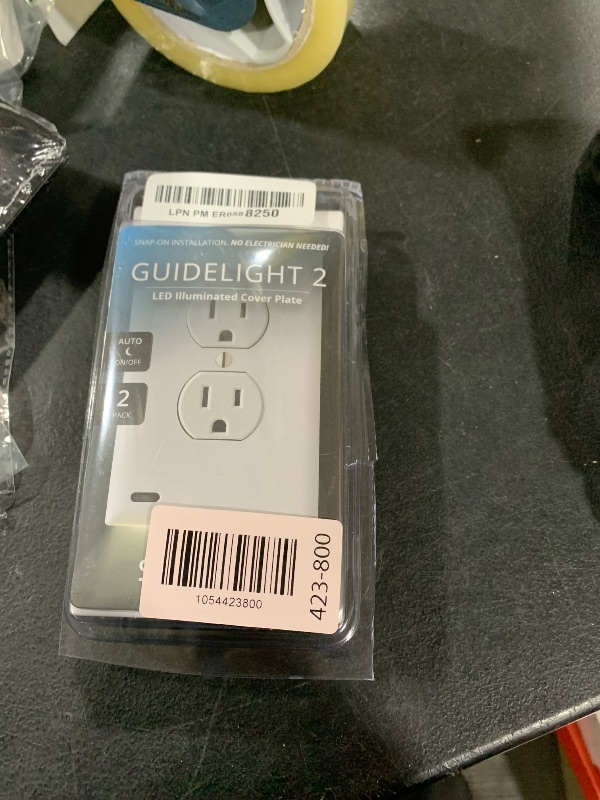 LPN PM ER0588250
SNAP-ON INSTALLATION. NO ELECTRICIAN NEEDED!
GUIDELIGHT 2
LED Illuminated Cover Plate
AUTO
ON/OFF
2
PACK
1054423800
423-800